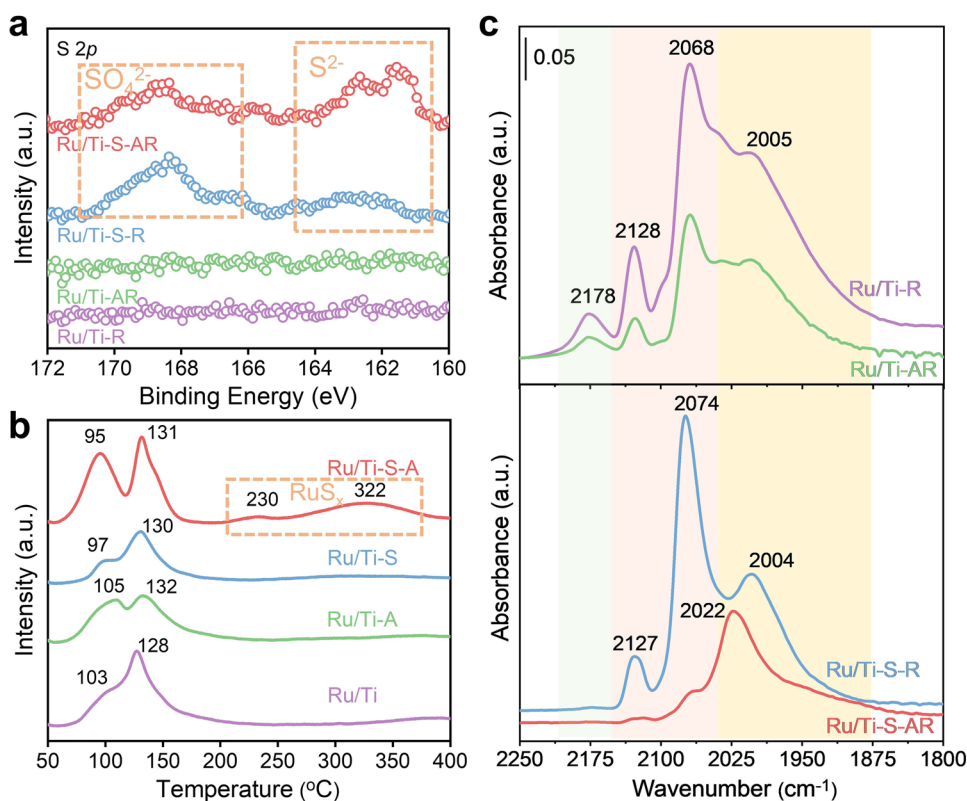 a
S 2p
SO₄²⁻
S²⁻
Ru/Ti-S-AR
Ru/Ti-S-R
Ru/Ti-AR
Ru/Ti-R
Intensity (a.u.)
172 170 168 166 164 162 160
Binding Energy (eV)
b
95
131
Ru/Ti-S-A
RuSₓ
230
322
97
130
Ru/Ti-S
105
132
Ru/Ti-A
103
128
Ru/Ti
Intensity (a.u.)
50 100 150 200 250 300 350 400
Temperature (ºC)
c
0.05
2068
2005
2128
2178
Ru/Ti-R
Ru/Ti-AR
Absorbance (a.u.)
2074
2004
2022
2127
Ru/Ti-S-R
Ru/Ti-S-AR
Absorbance (a.u.)
2250 2175 2100 2025 1950 1875 1800
Wavenumber (cm⁻¹)